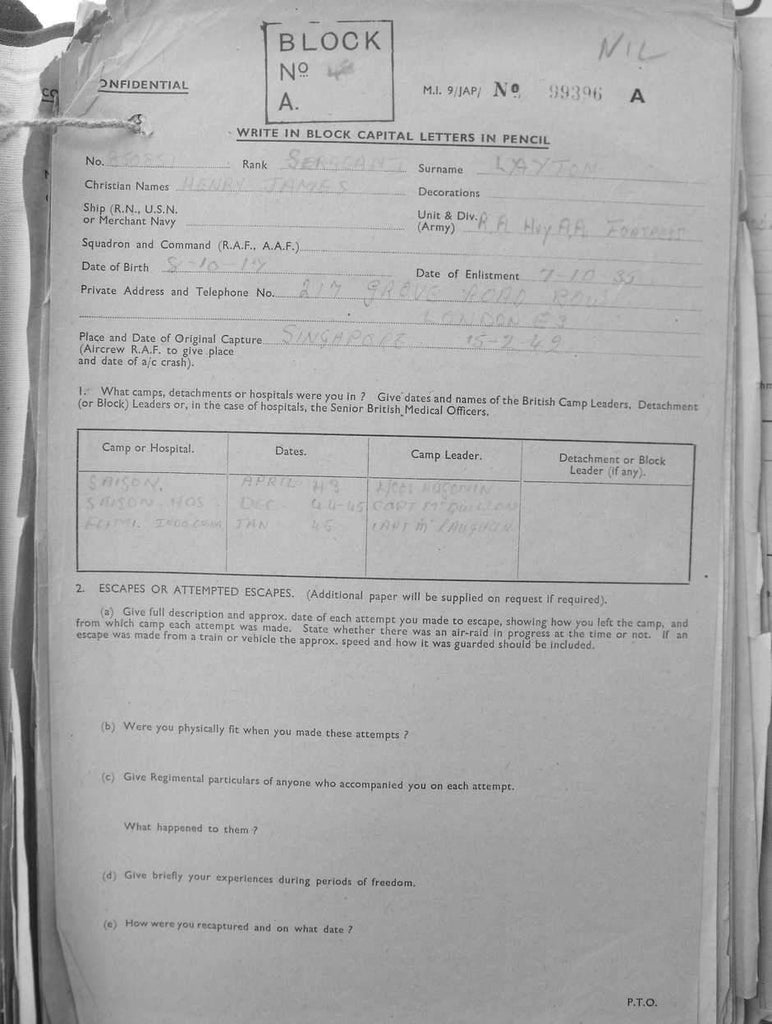 BLOCK
No
A.
NIL
ONFIDENTIAL
M.I. 9/JAP/ No 99396 A
WRITE IN BLOCK CAPITAL LETTERS IN PENCIL
No. Rank SERGEANT Surname LAYTON
Christian Names HENRY JAMES Decorations
Ship (R.N., U.S.N.
or Merchant Navy
Unit & Div.
(Army) R.A. Hvy AA FORTRESS
Squadron and Command (R.A.F., A.A.F.)
Date of Birth 8-10-17 Date of Enlistment 7-10-35
Private Address and Telephone No. 217 GROVE ROAD BOW
LONDON E3
Place and Date of Original Capture SINGAPORE 15-2-42
(Aircrew R.A.F. to give place
and date of a/c crash).
1. What camps, detachments or hospitals were you in ? Give dates and names of the British Camp Leaders, Detachment
(or Block) Leaders or, in the case of hospitals, the Senior British Medical Officers.
Camp or Hospital. Dates. Camp Leader. Detachment or Block
Leader (if any).
SAIGON. APRIL 43
SAIGON HOS DEC 44-45 CAPT
JAN 45 CAPT
2. ESCAPES OR ATTEMPTED ESCAPES. (Additional paper will be supplied on request if required).
(a) Give full description and approx. date of each attempt you made to escape, showing how you left the camp, and
from which camp each attempt was made. State whether there was an air-raid in progress at the time or not. If an
escape was made from a train or vehicle the approx. speed and how it was guarded should be included.
(b) Were you physically fit when you made these attempts ?
(c) Give Regimental particulars of anyone who accompanied you on each attempt.
What happened to them ?
(d) Give briefly your experiences during periods of freedom.
(e) How were you recaptured and on what date ?
P.T.O.